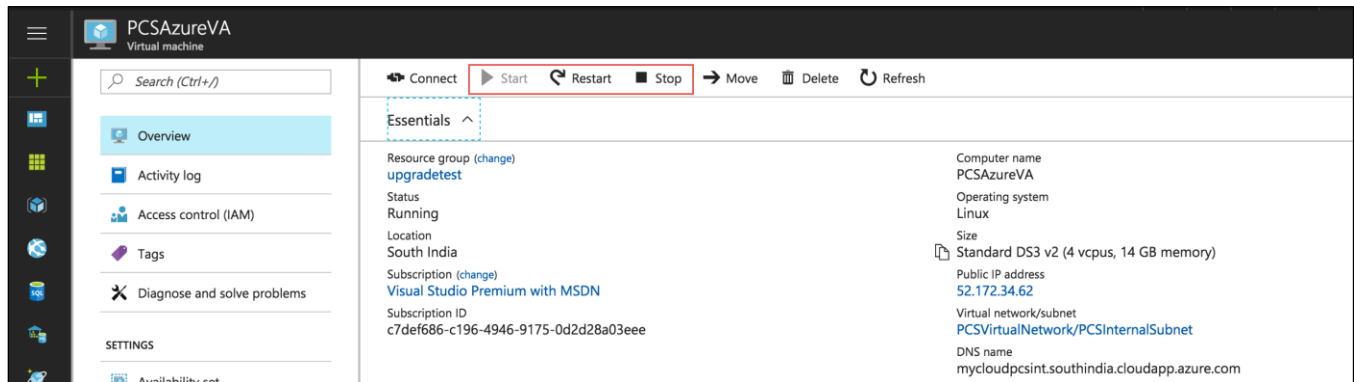 PCSAzureVA
Virtual machine
Search (Ctrl+/)
Overview
Activity log
Access control (IAM)
Tags
Diagnose and solve problems
SETTINGS
Availability set
Connect Start Restart Stop Move Delete Refresh
Essentials
Resource group (change)
upgradetest
Status
Running
Location
South India
Subscription (change)
Visual Studio Premium with MSDN
Subscription ID
c7def686-c196-4946-9175-0d2d28a03eee
Computer name
PCSAzureVA
Operating system
Linux
Size
Standard DS3 v2 (4 vcpus, 14 GB memory)
Public IP address
52.172.34.62
Virtual network/subnet
PCSVirtualNetwork/PCSInternalSubnet
DNS name
mycloudpcsint.southindia.cloudapp.azure.com
SQL